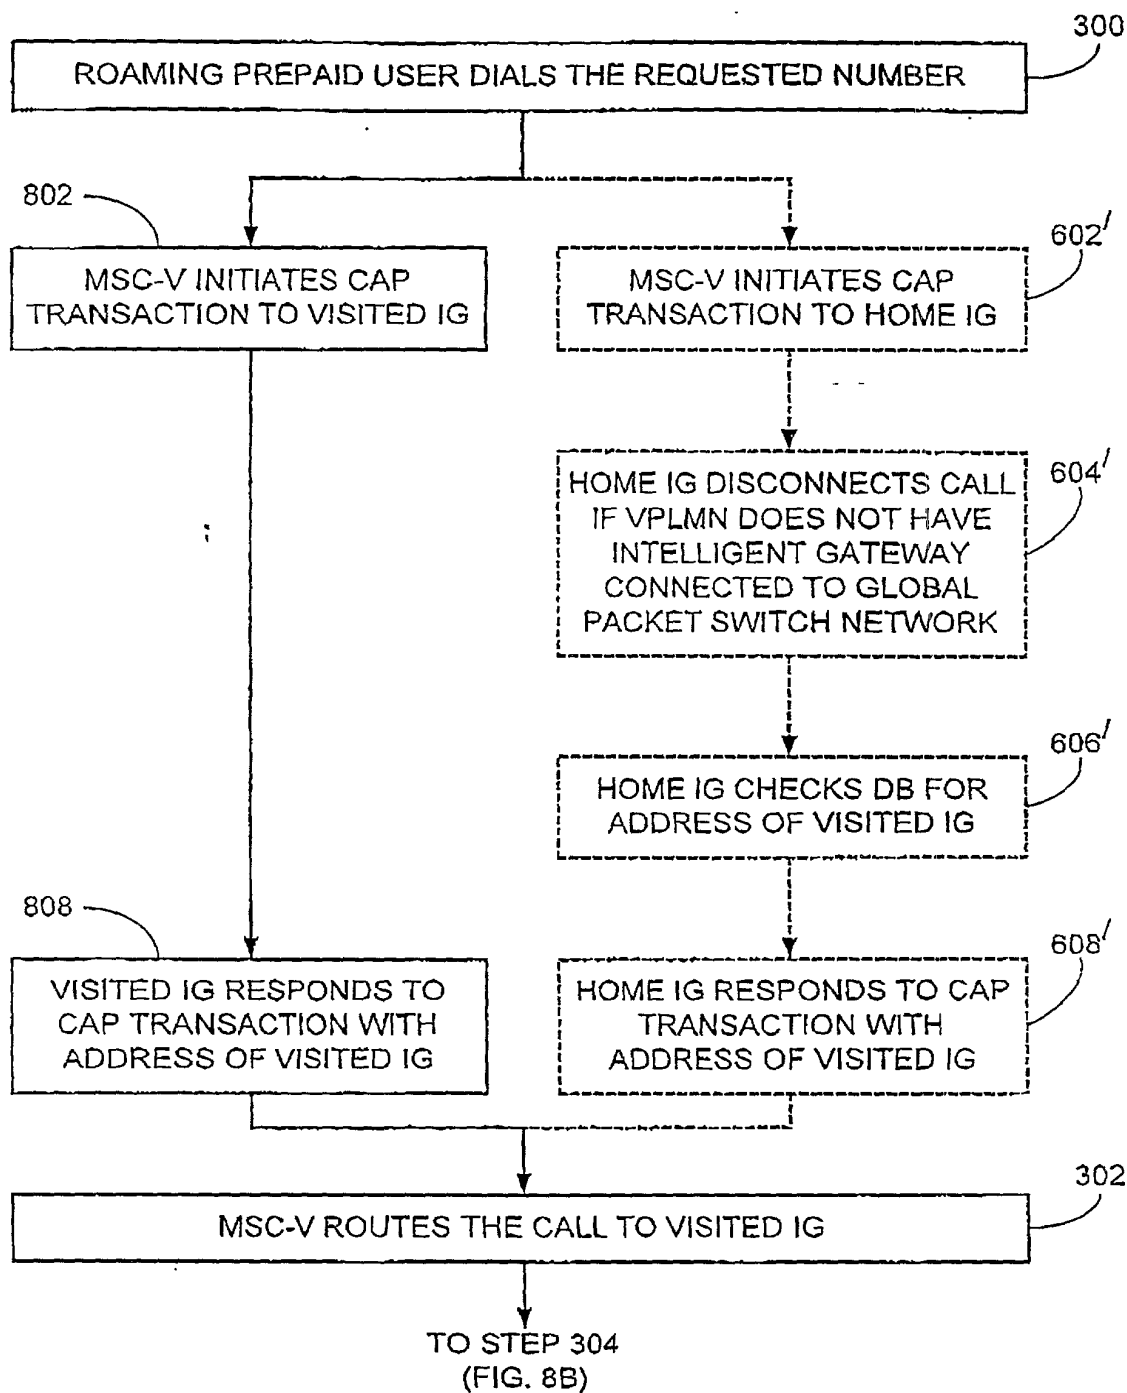 300
ROAMING PREPAID USER DIALS THE REQUESTED NUMBER
802
MSC-V INITIATES CAP
TRANSACTION TO VISITED IG
602'
MSC-V INITIATES CAP
TRANSACTION TO HOME IG
604'
HOME IG DISCONNECTS CALL
IF VPLMN DOES NOT HAVE
INTELLIGENT GATEWAY
CONNECTED TO GLOBAL
PACKET SWITCH NETWORK
606'
HOME IG CHECKS DB FOR
ADDRESS OF VISITED IG
808
VISITED IG RESPONDS TO
CAP TRANSACTION WITH
ADDRESS OF VISITED IG
608'
HOME IG RESPONDS TO CAP
TRANSACTION WITH
ADDRESS OF VISITED IG
302
MSC-V ROUTES THE CALL TO VISITED IG
TO STEP 304
(FIG. 8B)